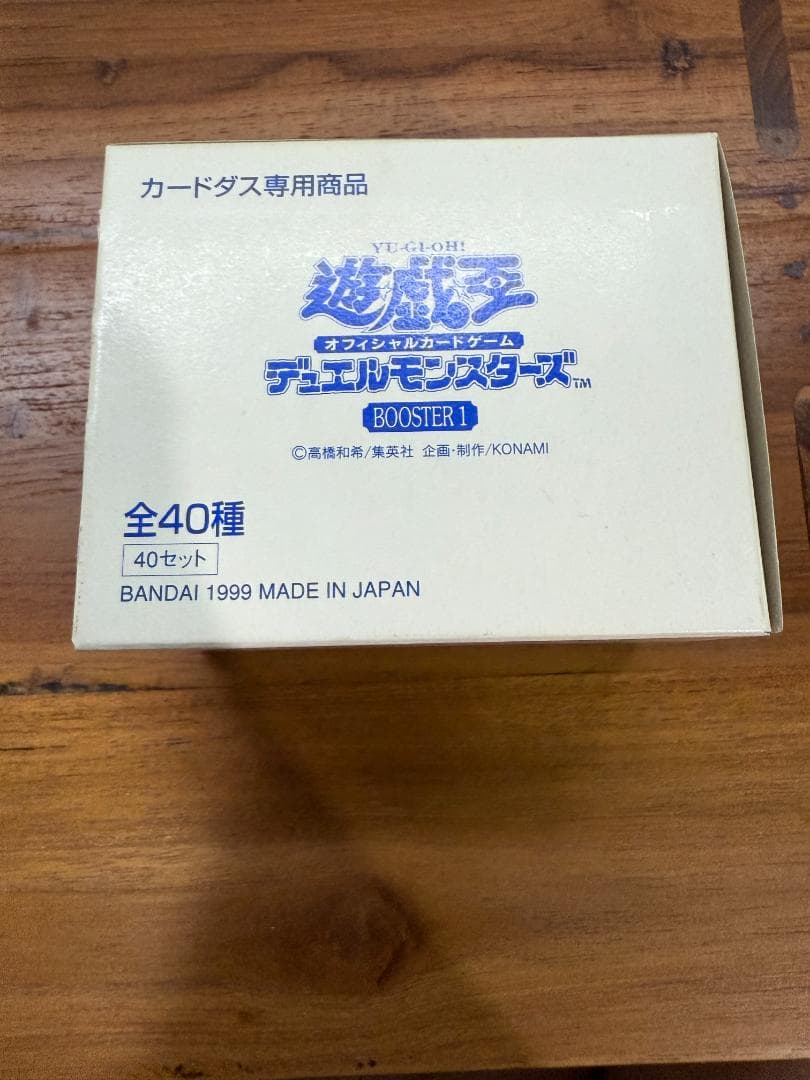 カードダス専用商品
YU-GI-OH!
遊戯王
オフィシャルカードゲーム
デュエルモンスターズ™
BOOSTER 1
©高橋和希/集英社 企画・制作/KONAMI
全40種
40セット
BANDAI 1999 MADE IN JAPAN